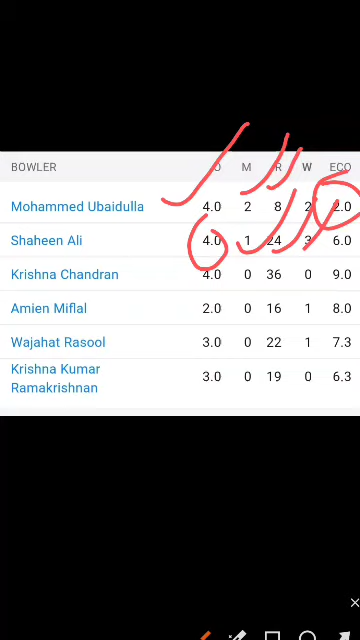 BOWLER O M R W ECO
Mohammed Ubaidulla 4.0 2 8 2 2.0
Shaheen Ali 4.0 1 24 3 6.0
Krishna Chandran 4.0 0 36 0 9.0
Amien Miflal 2.0 0 16 1 8.0
Wajahat Rasool 3.0 0 22 1 7.3
Krishna Kumar
Ramakrishnan 3.0 0 19 0 6.3